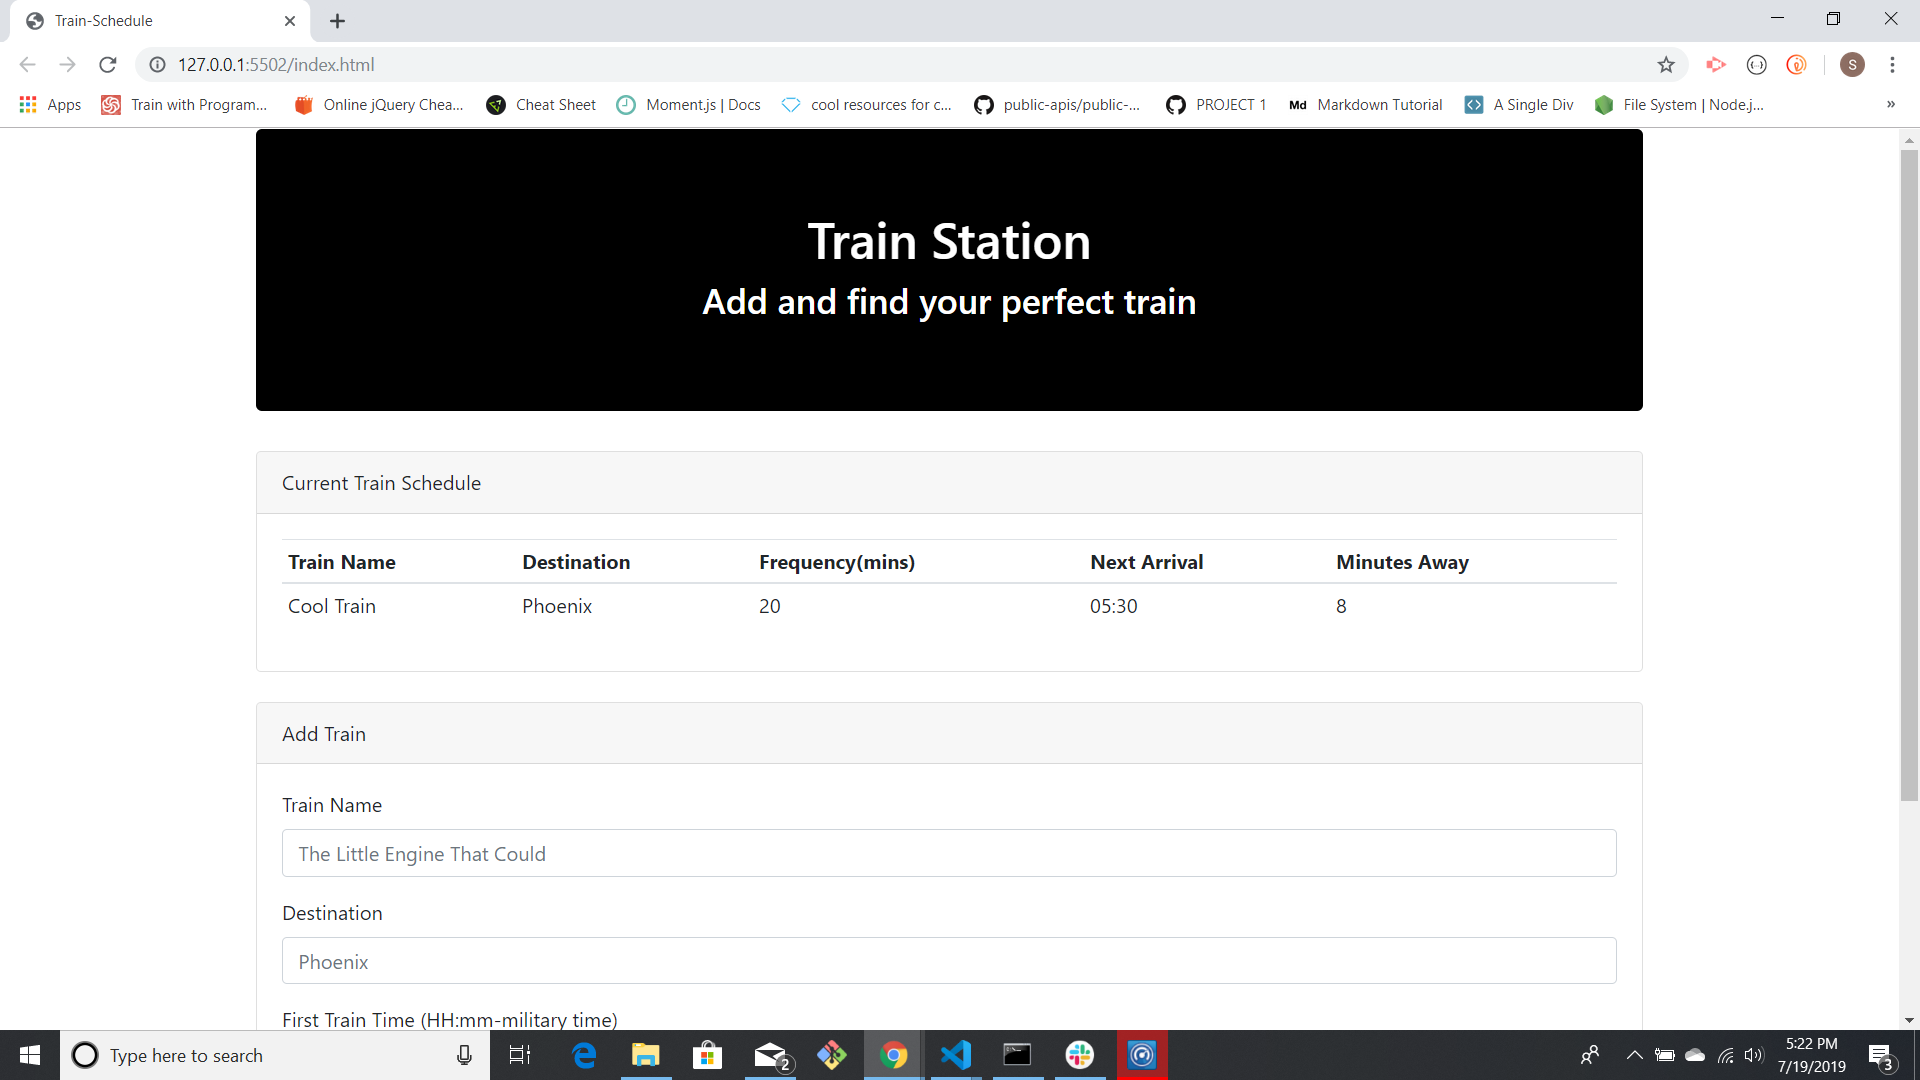 Train-Schedule
127.0.0.1:5502/index.html
S
Apps
Train with Program...
Online jQuery Chea...
Cheat Sheet
Moment.js | Docs
cool resources for c...
public-apis/public-...
PROJECT 1
Md Markdown Tutorial
A Single Div
File System | Node.j...
»
Train Station
Add and find your perfect train
Current Train Schedule
Train Name Destination Frequency(mins) Next Arrival Minutes Away
Cool Train Phoenix 20 05:30 8
Add Train
Train Name
The Little Engine That Could
Destination
Phoenix
First Train Time (HH:mm-military time)
Type here to search
2
5:22 PM
7/19/2019
3